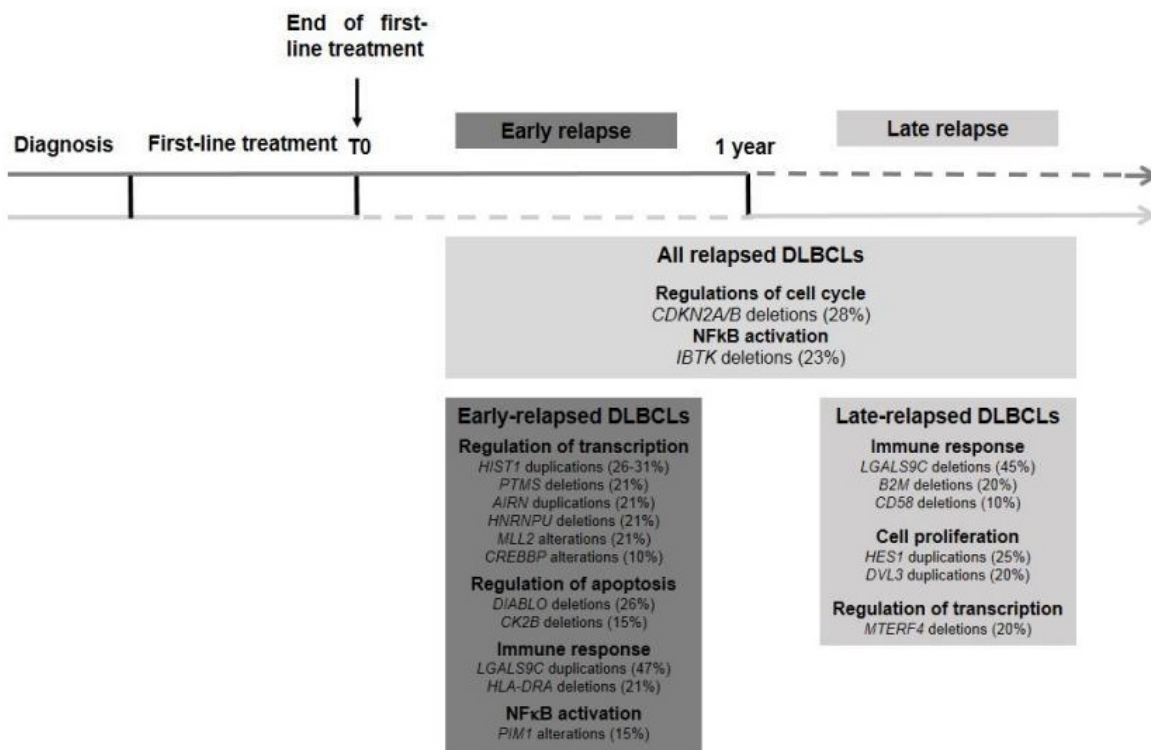 End of first-
line treatment
Diagnosis
First-line treatment
T0
Early relapse
1 year
Late relapse
All relapsed DLBCLs
Regulations of cell cycle
CDKN2A/B deletions (28%)
NFkB activation
IBTK deletions (23%)
Early-relapsed DLBCLs
Regulation of transcription
HIST1 duplications (26-31%)
PTMS deletions (21%)
AIRN duplications (21%)
HNRNPU deletions (21%)
MLL2 alterations (21%)
CREBBP alterations (10%)
Regulation of apoptosis
DIABLO deletions (26%)
CK2B deletions (15%)
Immune response
LGALS9C duplications (47%)
HLA-DRA deletions (21%)
NFκB activation
PIM1 alterations (15%)
Late-relapsed DLBCLs
Immune response
LGALS9C deletions (45%)
B2M deletions (20%)
CD58 deletions (10%)
Cell proliferation
HES1 duplications (25%)
DVL3 duplications (20%)
Regulation of transcription
MTERF4 deletions (20%)